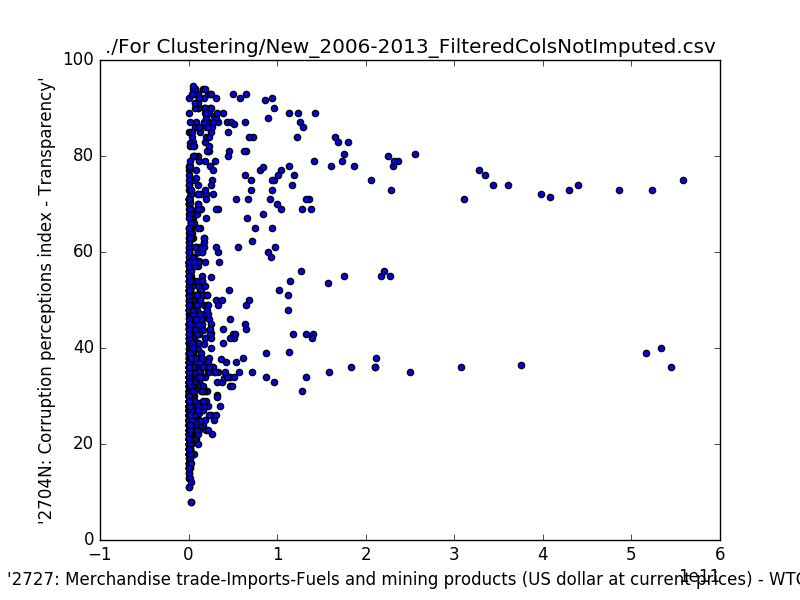 ./For Clustering/New_2006-2013_FilteredColsNotImputed.csv
'2704N: Corruption perceptions index - Transparency'
100
80
60
40
20
0
−1 0 1 2 3 4 5 6
1e11
'2727: Merchandise trade-Imports-Fuels and mining products (US dollar at current prices) - WTO